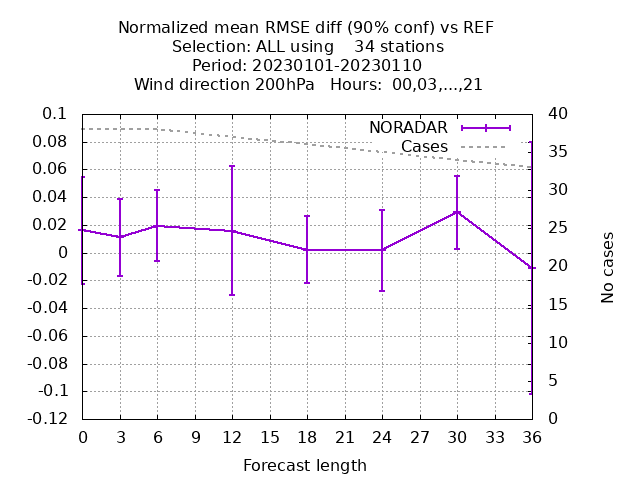 Normalized mean RMSE diff (90% conf) vs REF
Selection: ALL using    34 stations
Period: 20230101-20230110
Wind direction 200hPa   Hours:  00,03,...,21
NORADAR
Cases
0.1
0.08
0.06
0.04
0.02
0
-0.02
-0.04
-0.06
-0.08
-0.1
-0.12
40
35
30
25
20
15
10
5
0
No cases
0 3 6 9 12 15 18 21 24 27 30 33 36
Forecast length